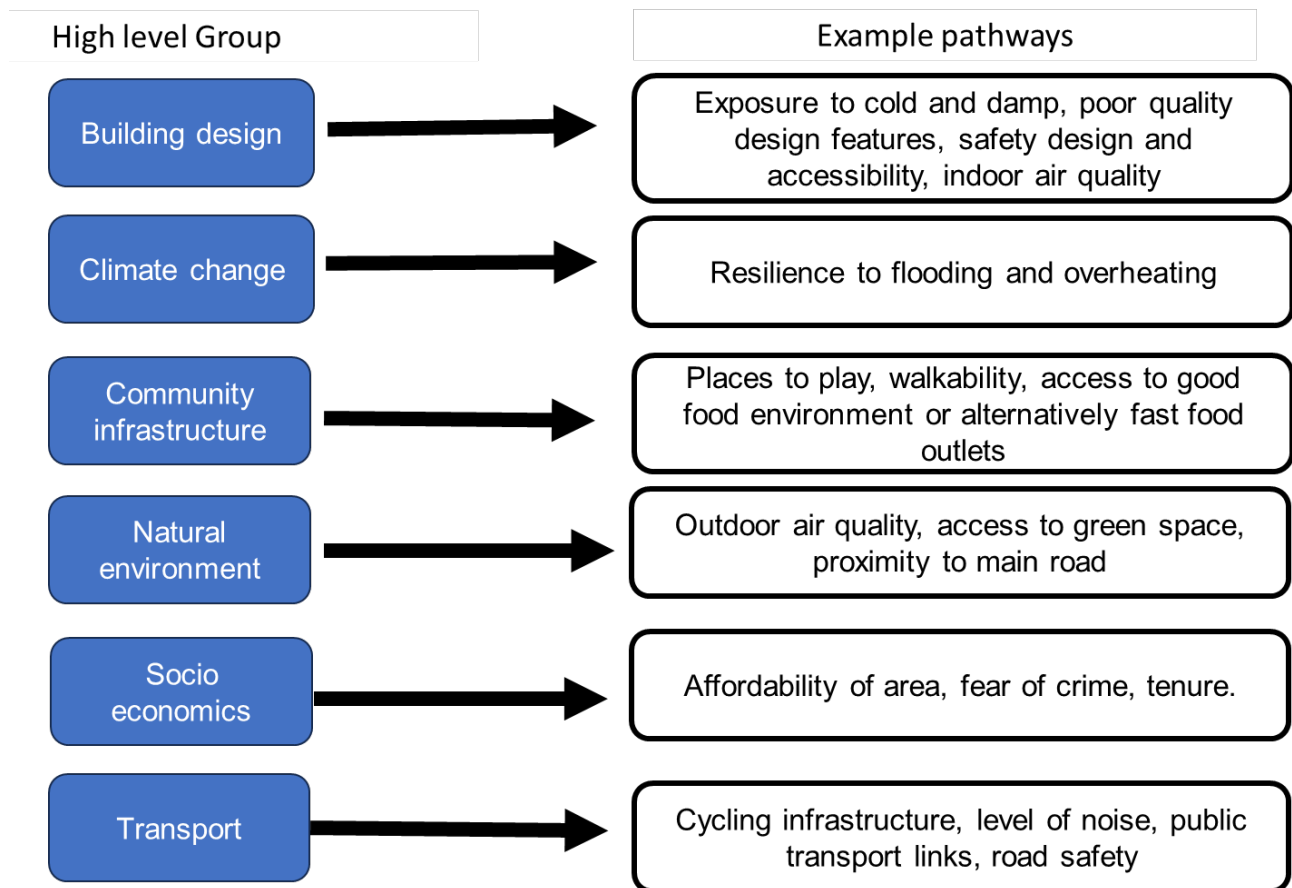 High level Group
Example pathways
Building design
Exposure to cold and damp, poor quality
design features, safety design and
accessibility, indoor air quality
Climate change
Resilience to flooding and overheating
Community
infrastructure
Places to play, walkability, access to good
food environment or alternatively fast food
outlets
Natural
environment
Outdoor air quality, access to green space,
proximity to main road
Socio
economics
Affordability of area, fear of crime, tenure.
Transport
Cycling infrastructure, level of noise, public
transport links, road safety